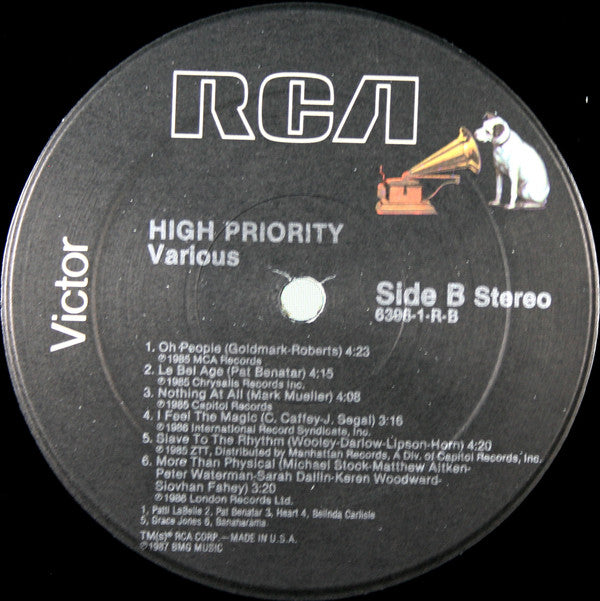 RCA
Victor
HIGH PRIORITY
Various
Side B Stereo
6396-1-R-B
1. Oh People (Goldmark-Roberts) 4:23
℗1985 MCA Records
2. Le Bel Age (Pat Benatar) 4:15
℗1985 Chrysalis Records Inc.
3. Nothing At All (Mark Mueller) 4:08
℗1985 Capitol Records
4. I Feel The Magic (C. Caffey-J. Segal) 3:16
℗1986 International Record Syndicate, Inc.
5. Slave To The Rhythm (Wooley-Darlow-Lipson-Horn) 4:20
℗1985 ZTT, Distributed by Manhattan Records, A Div. of Capitol Records, Inc.
6. More Than Physical (Michael Stock-Matthew Aitken-
Peter Waterman-Sarah Dallin-Keren Woodward-
Siovhan Fahey) 3:20
℗1986 London Records Ltd.
1, Patti LaBelle 2, Pat Benatar 3, Heart 4, Belinda Carlisle
5, Grace Jones 6, Bananarama
TM(s)® RCA CORP.—MADE IN U.S.A.
℗1987 BMG MUSIC